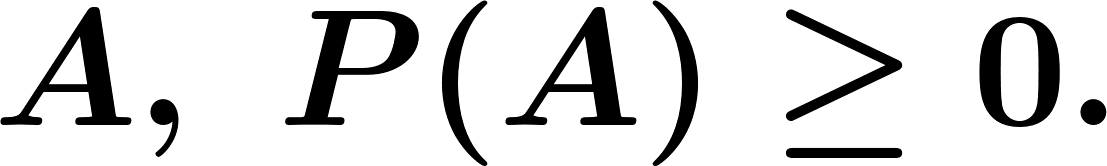 A, P(A) ≥ 0.